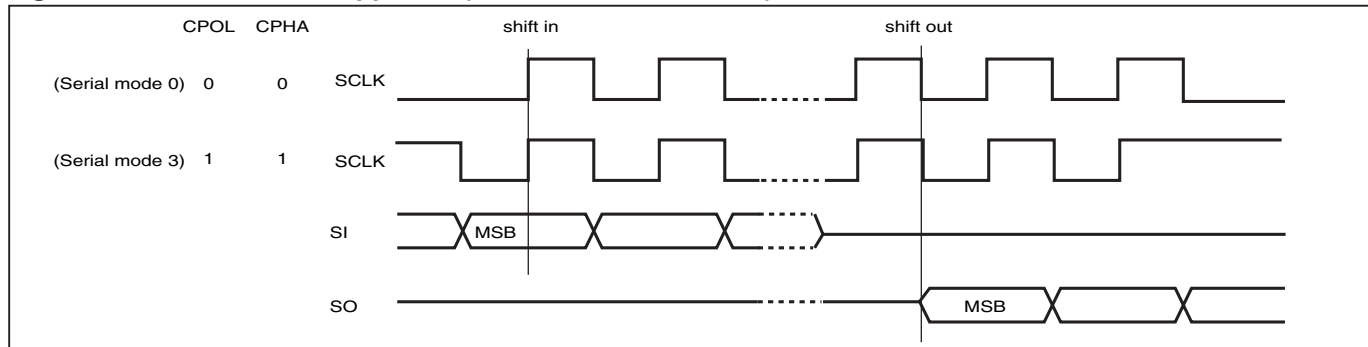 CPOL CPHA shift in shift out
(Serial mode 0) 0 0 SCLK
(Serial mode 3) 1 1 SCLK
SI MSB
SO MSB